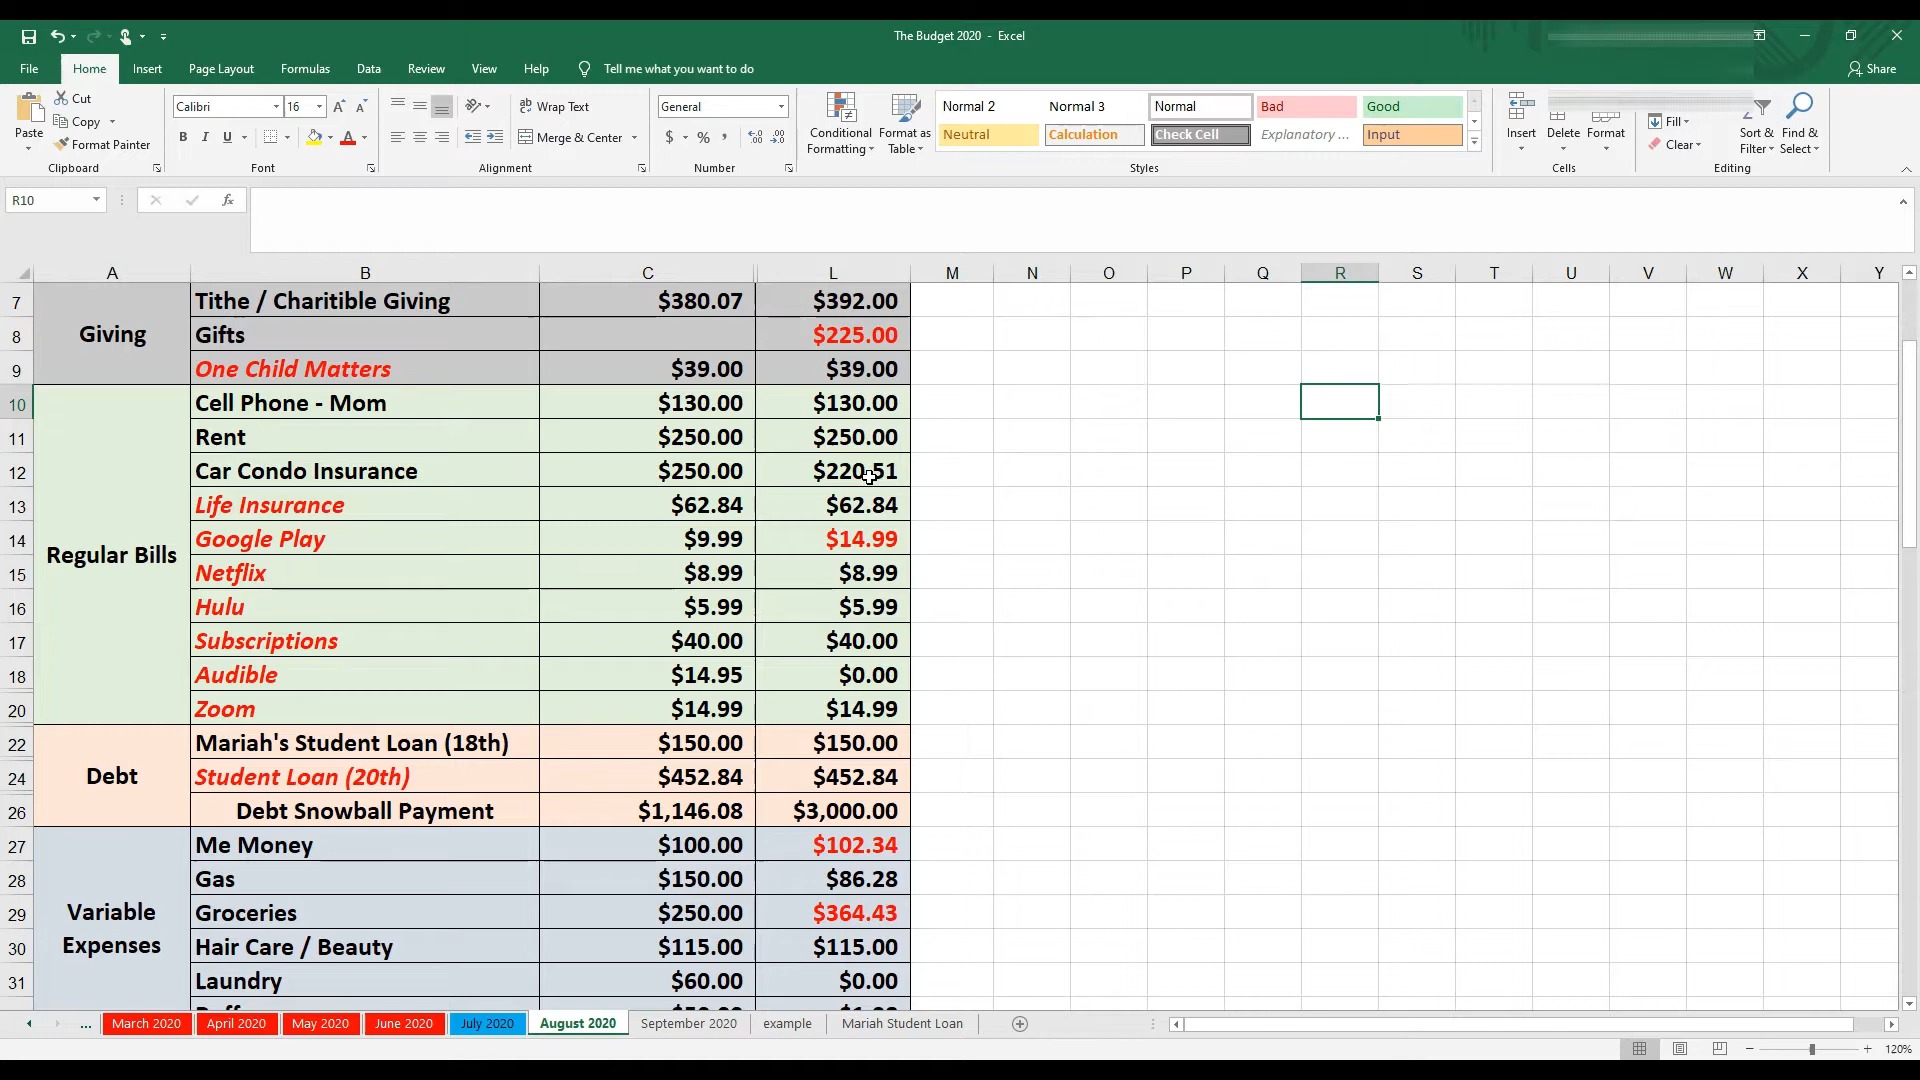 The Budget 2020 - Excel
File Home Insert Page Layout Formulas Data Review View Help Tell me what you want to do Share
Cut
Copy
Format Painter
Paste
Clipboard
Calibri 16
B I U
Font
Wrap Text
Merge & Center
Alignment
General
$ % ,
Number
Conditional Formatting
Format as Table
Normal 2 Normal 3 Normal Bad Good
Neutral Calculation Check Cell Explanatory ... Input
Styles
Insert Delete Format
Cells
Fill
Clear
Sort & Filter
Find & Select
Editing
R10 fx
A B C L M N O P Q R S T U V W X Y
7 Tithe / Charitible Giving $380.07 $392.00
Giving
8 Gifts $225.00
9 One Child Matters $39.00 $39.00
10 Cell Phone - Mom $130.00 $130.00
11 Rent $250.00 $250.00
12 Car Condo Insurance $250.00 $220.51
13 Life Insurance $62.84 $62.84
14 Google Play $9.99 $14.99
Regular Bills
15 Netflix $8.99 $8.99
16 Hulu $5.99 $5.99
17 Subscriptions $40.00 $40.00
18 Audible $14.95 $0.00
20 Zoom $14.99 $14.99
22 Mariah's Student Loan (18th) $150.00 $150.00
Debt
24 Student Loan (20th) $452.84 $452.84
26 Debt Snowball Payment $1,146.08 $3,000.00
27 Me Money $100.00 $102.34
28 Gas $150.00 $86.28
Variable Expenses
29 Groceries $250.00 $364.43
30 Hair Care / Beauty $115.00 $115.00
31 Laundry $60.00 $0.00
... March 2020 April 2020 May 2020 June 2020 July 2020 August 2020 September 2020 example Mariah Student Loan
120%